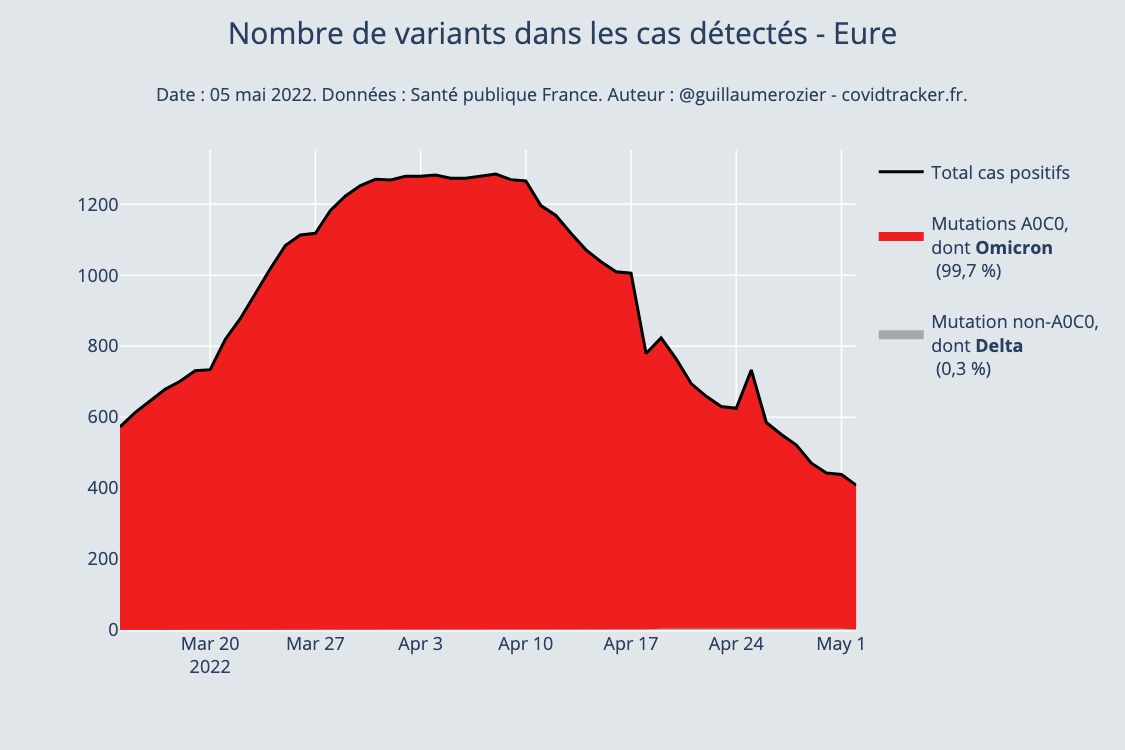 Nombre de variants dans les cas détectés - Eure
Date : 05 mai 2022. Données : Santé publique France. Auteur : @guillaumerozier - covidtracker.fr.
Total cas positifs
Mutations A0C0,
dont Omicron
(99,7 %)
Mutation non-A0C0,
dont Delta
(0,3 %)
1200
1000
800
600
400
200
0
Mar 20 Mar 27 Apr 3 Apr 10 Apr 17 Apr 24 May 1
2022